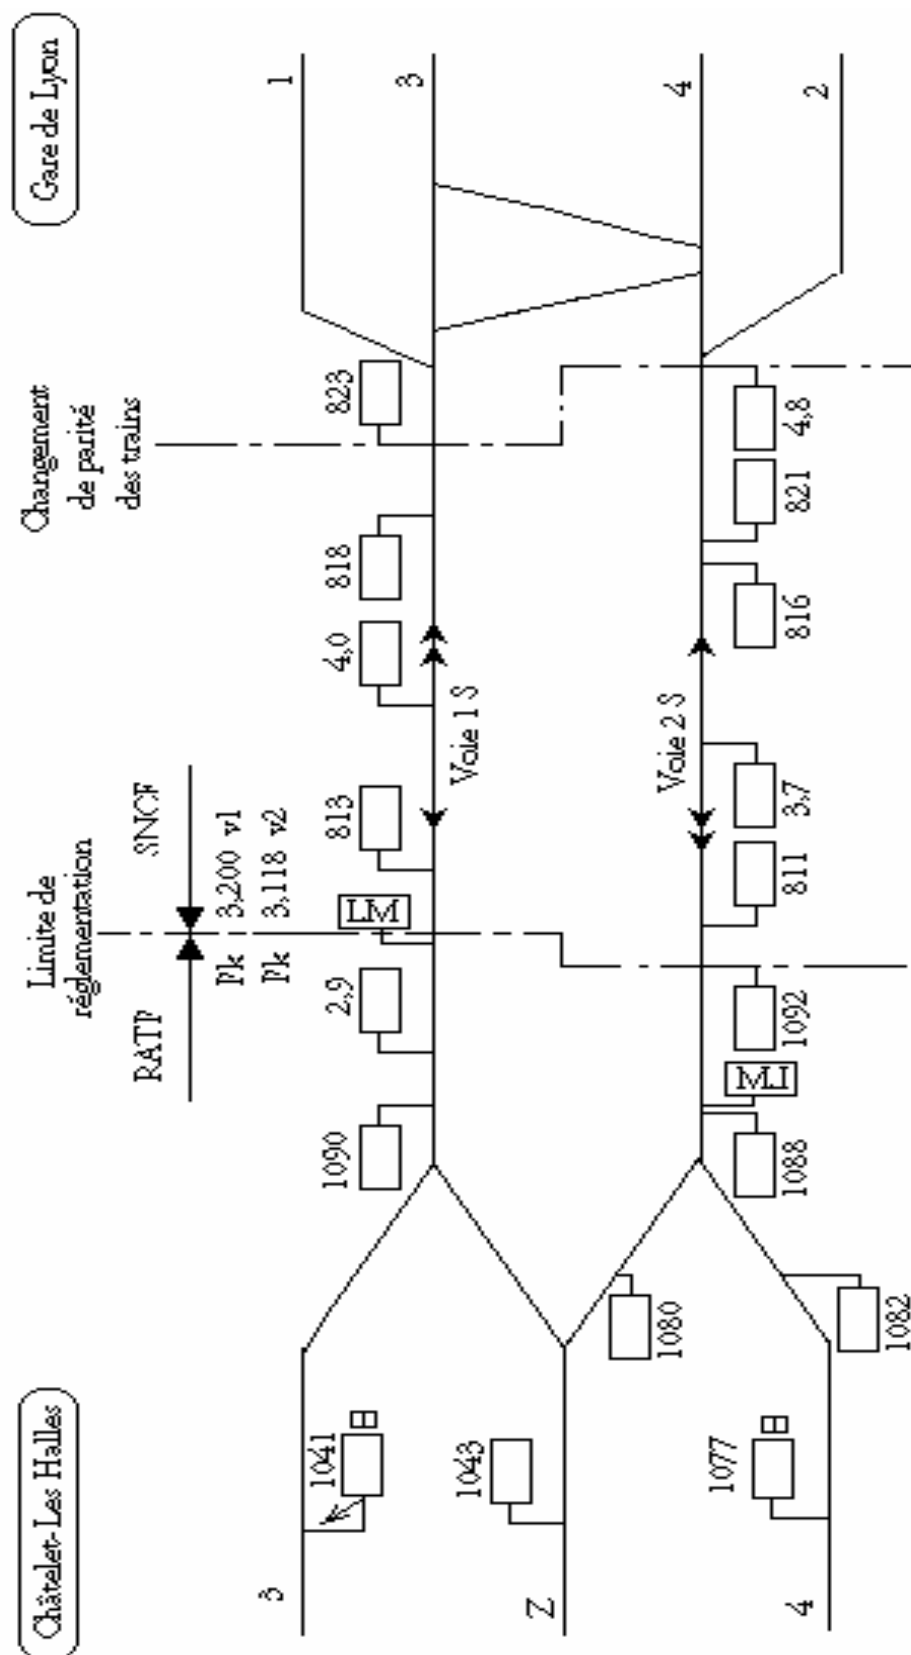 Châtelet-Les Halles
Limite de
réglementation
Changement
de parité
des trains
Gare de Lyon
RATP
SNCF
Pk 3,200 v1
Pk 3,118 v2
3
1041
1090
2,9
LM
813
4,0
818
823
1
Voie 1 S
3
Z
1043
1080
Voie 2 S
4
4
1077
1082
1088
M.I
1092
811
3,7
816
821
4,8
2